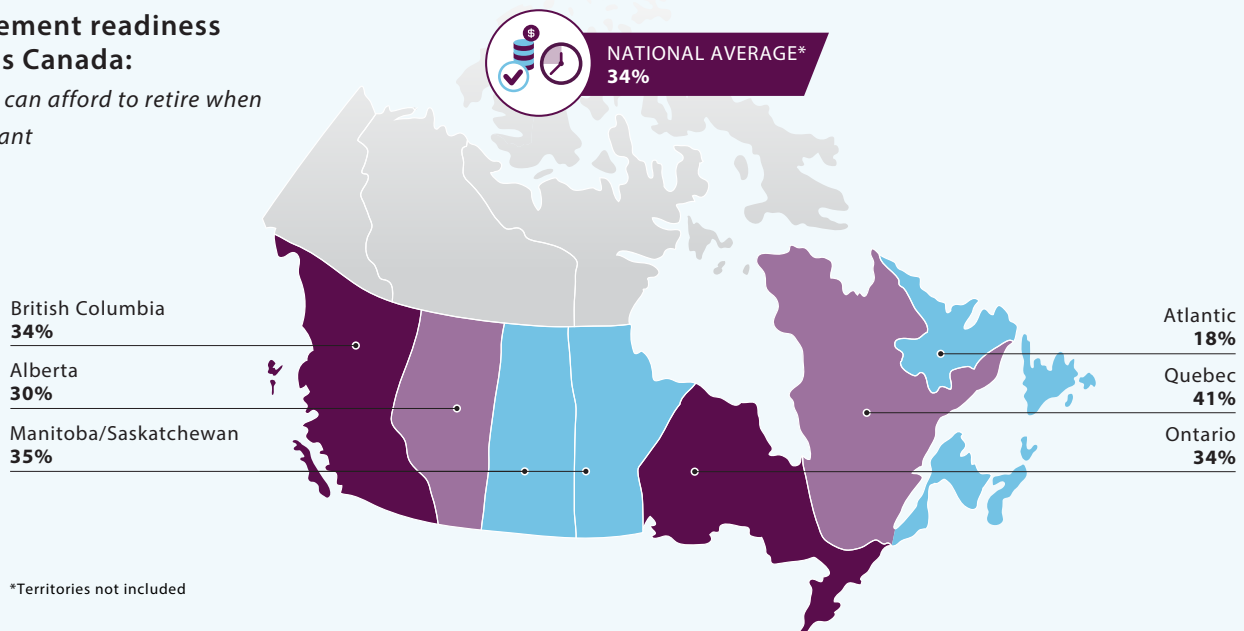 ement readiness
s Canada:
can afford to retire when
ant
$
NATIONAL AVERAGE*
34%
British Columbia
34%
Alberta
30%
Manitoba/Saskatchewan
35%
Atlantic
18%
Quebec
41%
Ontario
34%
*Territories not included